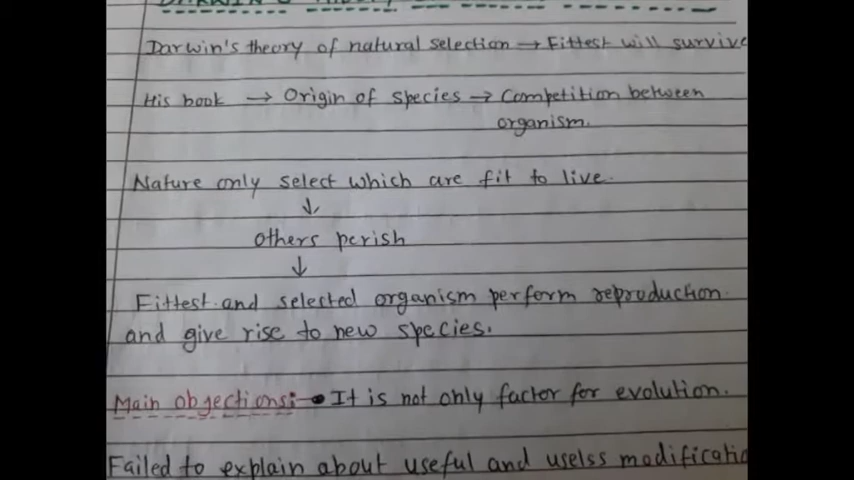 Darwin's theory of natural selection → Fittest will survive
His book → Origin of species → Competition between
organism.
Nature only select which are fit to live.
↓
others perish
↓
Fittest and selected organism perform reproduction.
and give rise to new species.
Main objections:- It is not only factor for evolution.
Failed to explain about useful and uselss modificatio